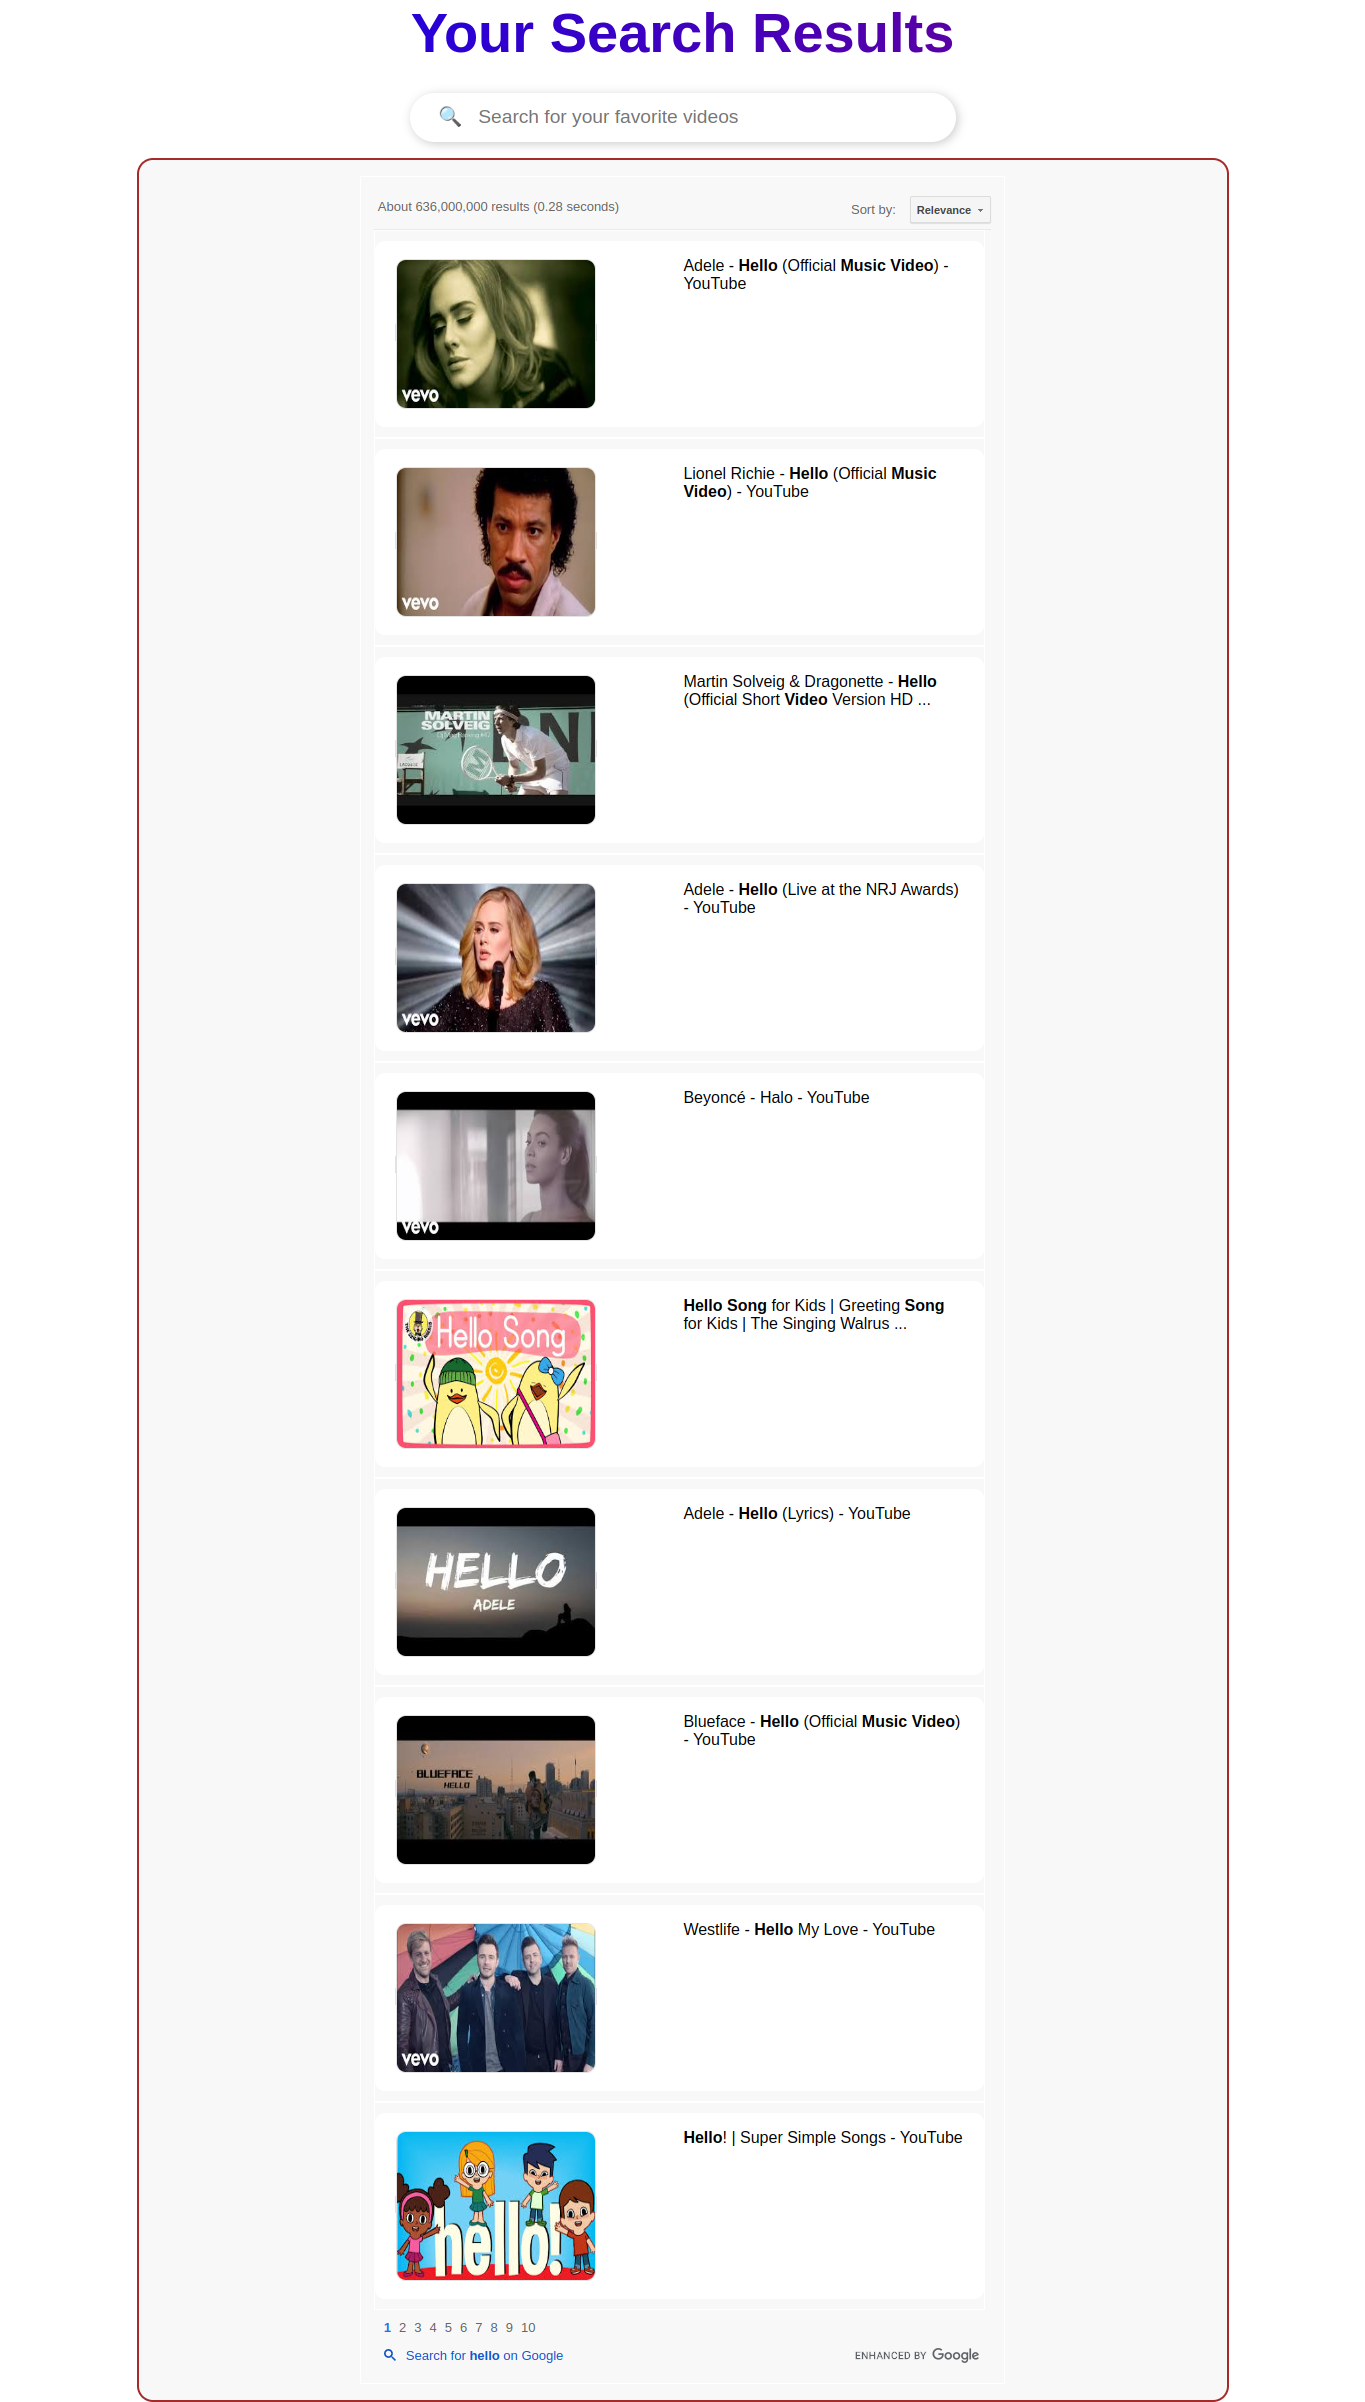 Your Search Results
Search for your favorite videos
About 636,000,000 results (0.28 seconds)
Sort by:
Relevance
Adele - Hello (Official Music Video) -
YouTube
vevo
Lionel Richie - Hello (Official Music
Video) - YouTube
vevo
Martin Solveig & Dragonette - Hello
(Official Short Video Version HD ...
MARTIN
SOLVEIG
Adele - Hello (Live at the NRJ Awards)
- YouTube
vevo
Beyoncé - Halo - YouTube
vevo
Hello Song for Kids | Greeting Song
for Kids | The Singing Walrus ...
Hello Song
Adele - Hello (Lyrics) - YouTube
HELLO
ADELE
Blueface - Hello (Official Music Video)
- YouTube
BLUEFACE
HELLO
Westlife - Hello My Love - YouTube
vevo
Hello! | Super Simple Songs - YouTube
hello!
1 2 3 4 5 6 7 8 9 10
Search for hello on Google
ENHANCED BY Google